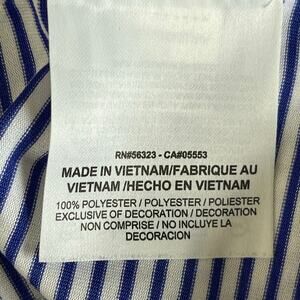 RN#56323 - CA#05553
MADE IN VIETNAM/FABRIQUE AU
VIETNAM /HECHO EN VIETNAM
100% POLYESTER / POLYESTER / POLIESTER
EXCLUSIVE OF DECORATION / DECORATION
NON COMPRISE / NO INCLUYE LA
DECORACION